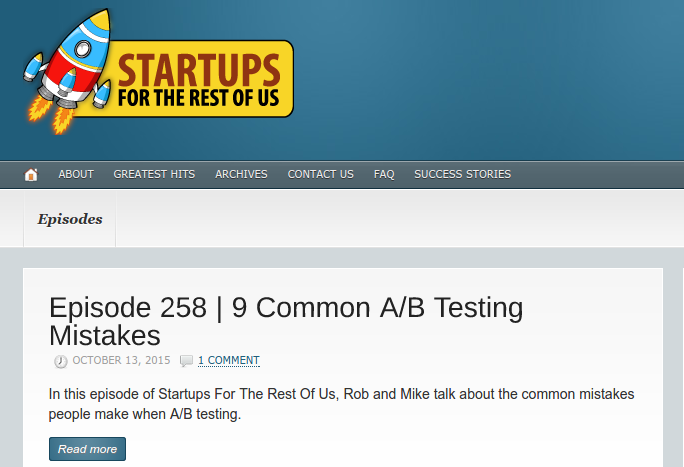 STARTUPS
FOR THE REST OF US
ABOUT GREATEST HITS ARCHIVES CONTACT US FAQ SUCCESS STORIES
Episodes
Episode 258 | 9 Common A/B Testing
Mistakes
OCTOBER 13, 2015 1 COMMENT
In this episode of Startups For The Rest Of Us, Rob and Mike talk about the common mistakes
people make when A/B testing.
Read more